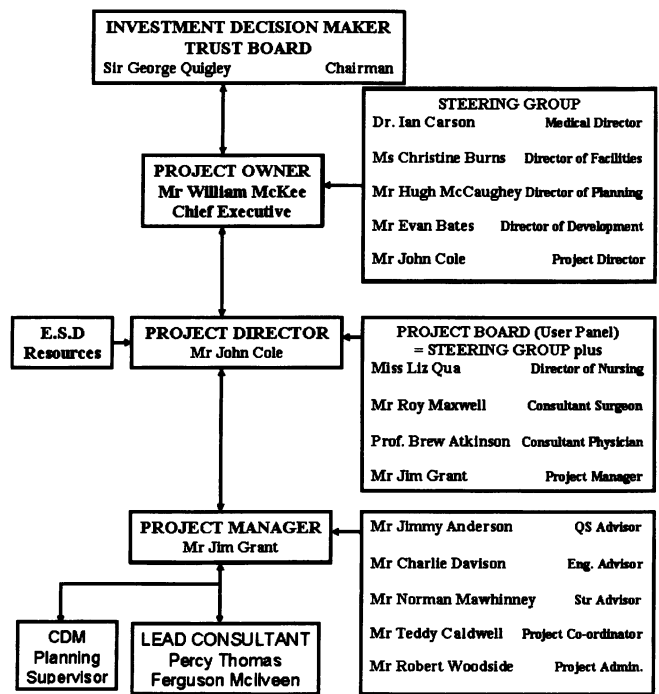 INVESTMENT DECISION MAKER
TRUST BOARD
Sir George Quigley Chairman
STEERING GROUP
Dr. Ian Carson Medical Director
Ms Christine Burns Director of Facilities
Mr Hugh McCaughey Director of Planning
Mr Evan Bates Director of Development
Mr John Cole Project Director
PROJECT OWNER
Mr William McKee
Chief Executive
E.S.D
Resources
PROJECT DIRECTOR
Mr John Cole
PROJECT BOARD (User Panel)
= STEERING GROUP plus
Miss Liz Qua Director of Nursing
Mr Roy Maxwell Consultant Surgeon
Prof. Brew Atkinson Consultant Physician
Mr Jim Grant Project Manager
PROJECT MANAGER
Mr Jim Grant
Mr Jimmy Anderson QS Advisor
Mr Charlie Davison Eng. Advisor
Mr Norman Mawhinney Str Advisor
Mr Teddy Caldwell Project Co-ordinator
Mr Robert Woodside Project Admin.
CDM
Planning
Supervisor
LEAD CONSULTANT
Percy Thomas
Ferguson McIlveen